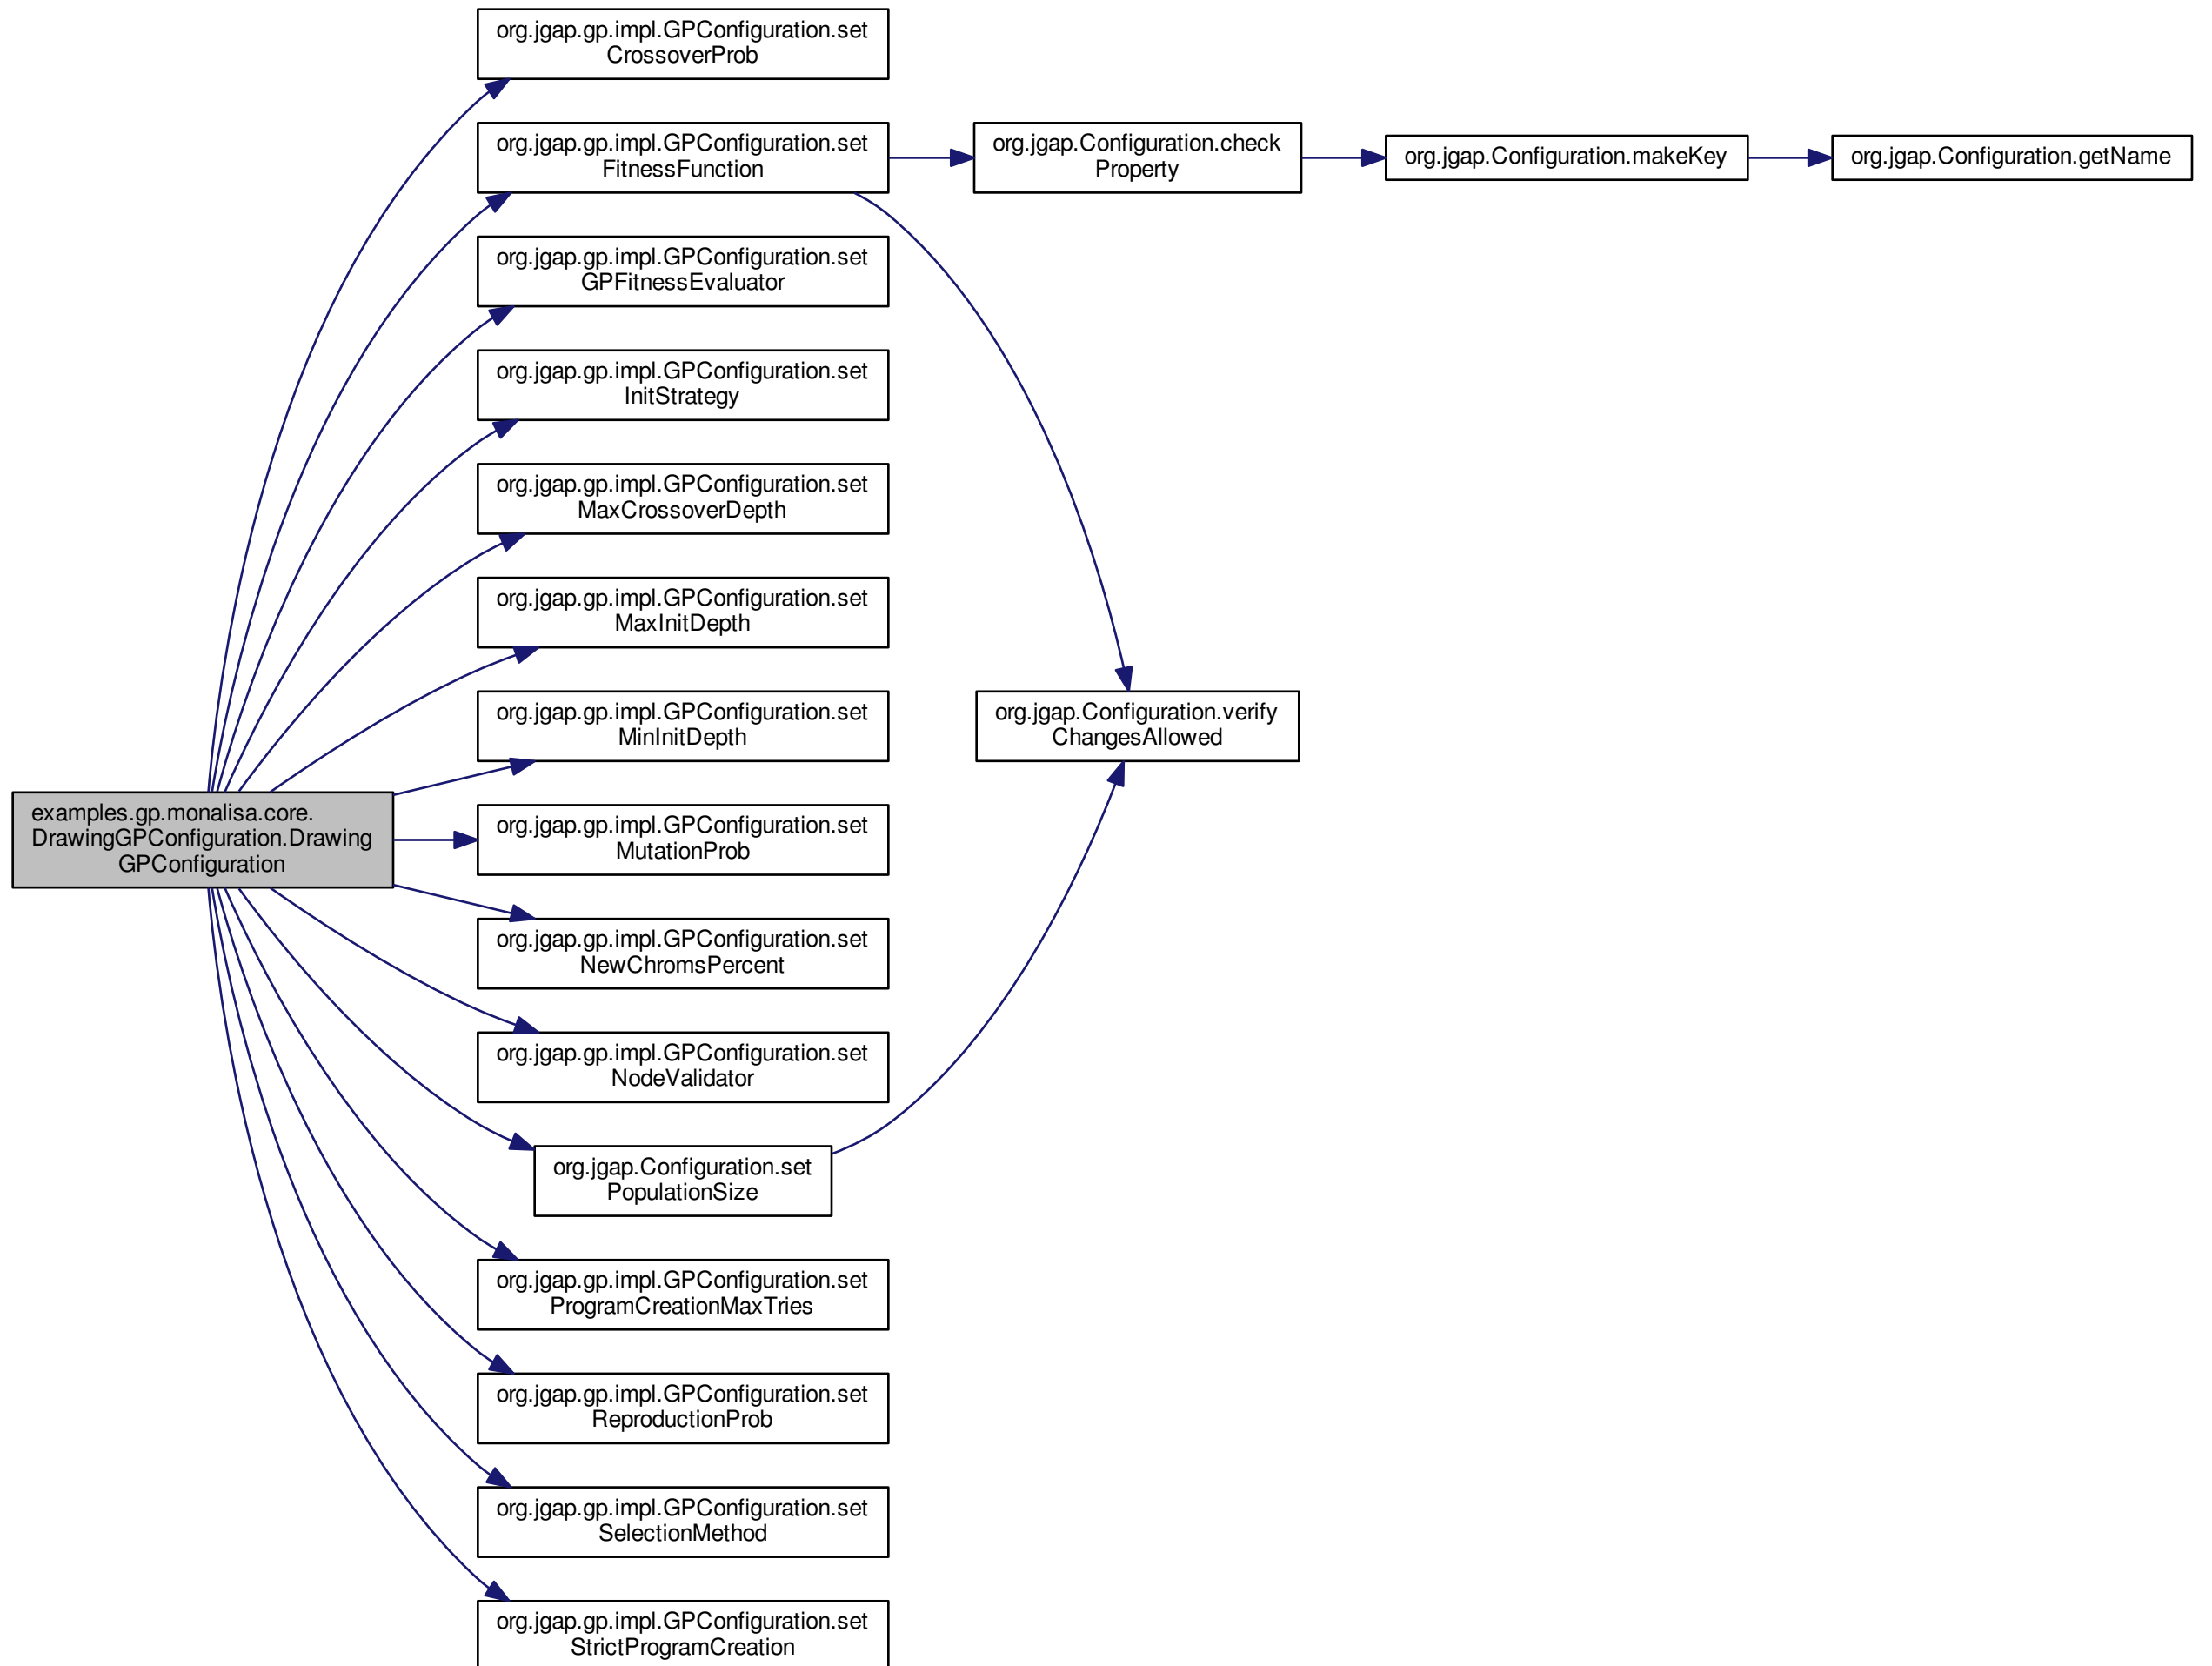 org.jgap.gp.impl.GPConfiguration.set
CrossoverProb
org.jgap.gp.impl.GPConfiguration.set
FitnessFunction
org.jgap.Configuration.check
Property
org.jgap.Configuration.makeKey
org.jgap.Configuration.getName
org.jgap.gp.impl.GPConfiguration.set
GPFitnessEvaluator
org.jgap.gp.impl.GPConfiguration.set
InitStrategy
org.jgap.gp.impl.GPConfiguration.set
MaxCrossoverDepth
org.jgap.gp.impl.GPConfiguration.set
MaxInitDepth
org.jgap.gp.impl.GPConfiguration.set
MinInitDepth
org.jgap.Configuration.verify
ChangesAllowed
examples.gp.monalisa.core.
DrawingGPConfiguration.Drawing
GPConfiguration
org.jgap.gp.impl.GPConfiguration.set
MutationProb
org.jgap.gp.impl.GPConfiguration.set
NewChromsPercent
org.jgap.gp.impl.GPConfiguration.set
NodeValidator
org.jgap.Configuration.set
PopulationSize
org.jgap.gp.impl.GPConfiguration.set
ProgramCreationMaxTries
org.jgap.gp.impl.GPConfiguration.set
ReproductionProb
org.jgap.gp.impl.GPConfiguration.set
SelectionMethod
org.jgap.gp.impl.GPConfiguration.set
StrictProgramCreation